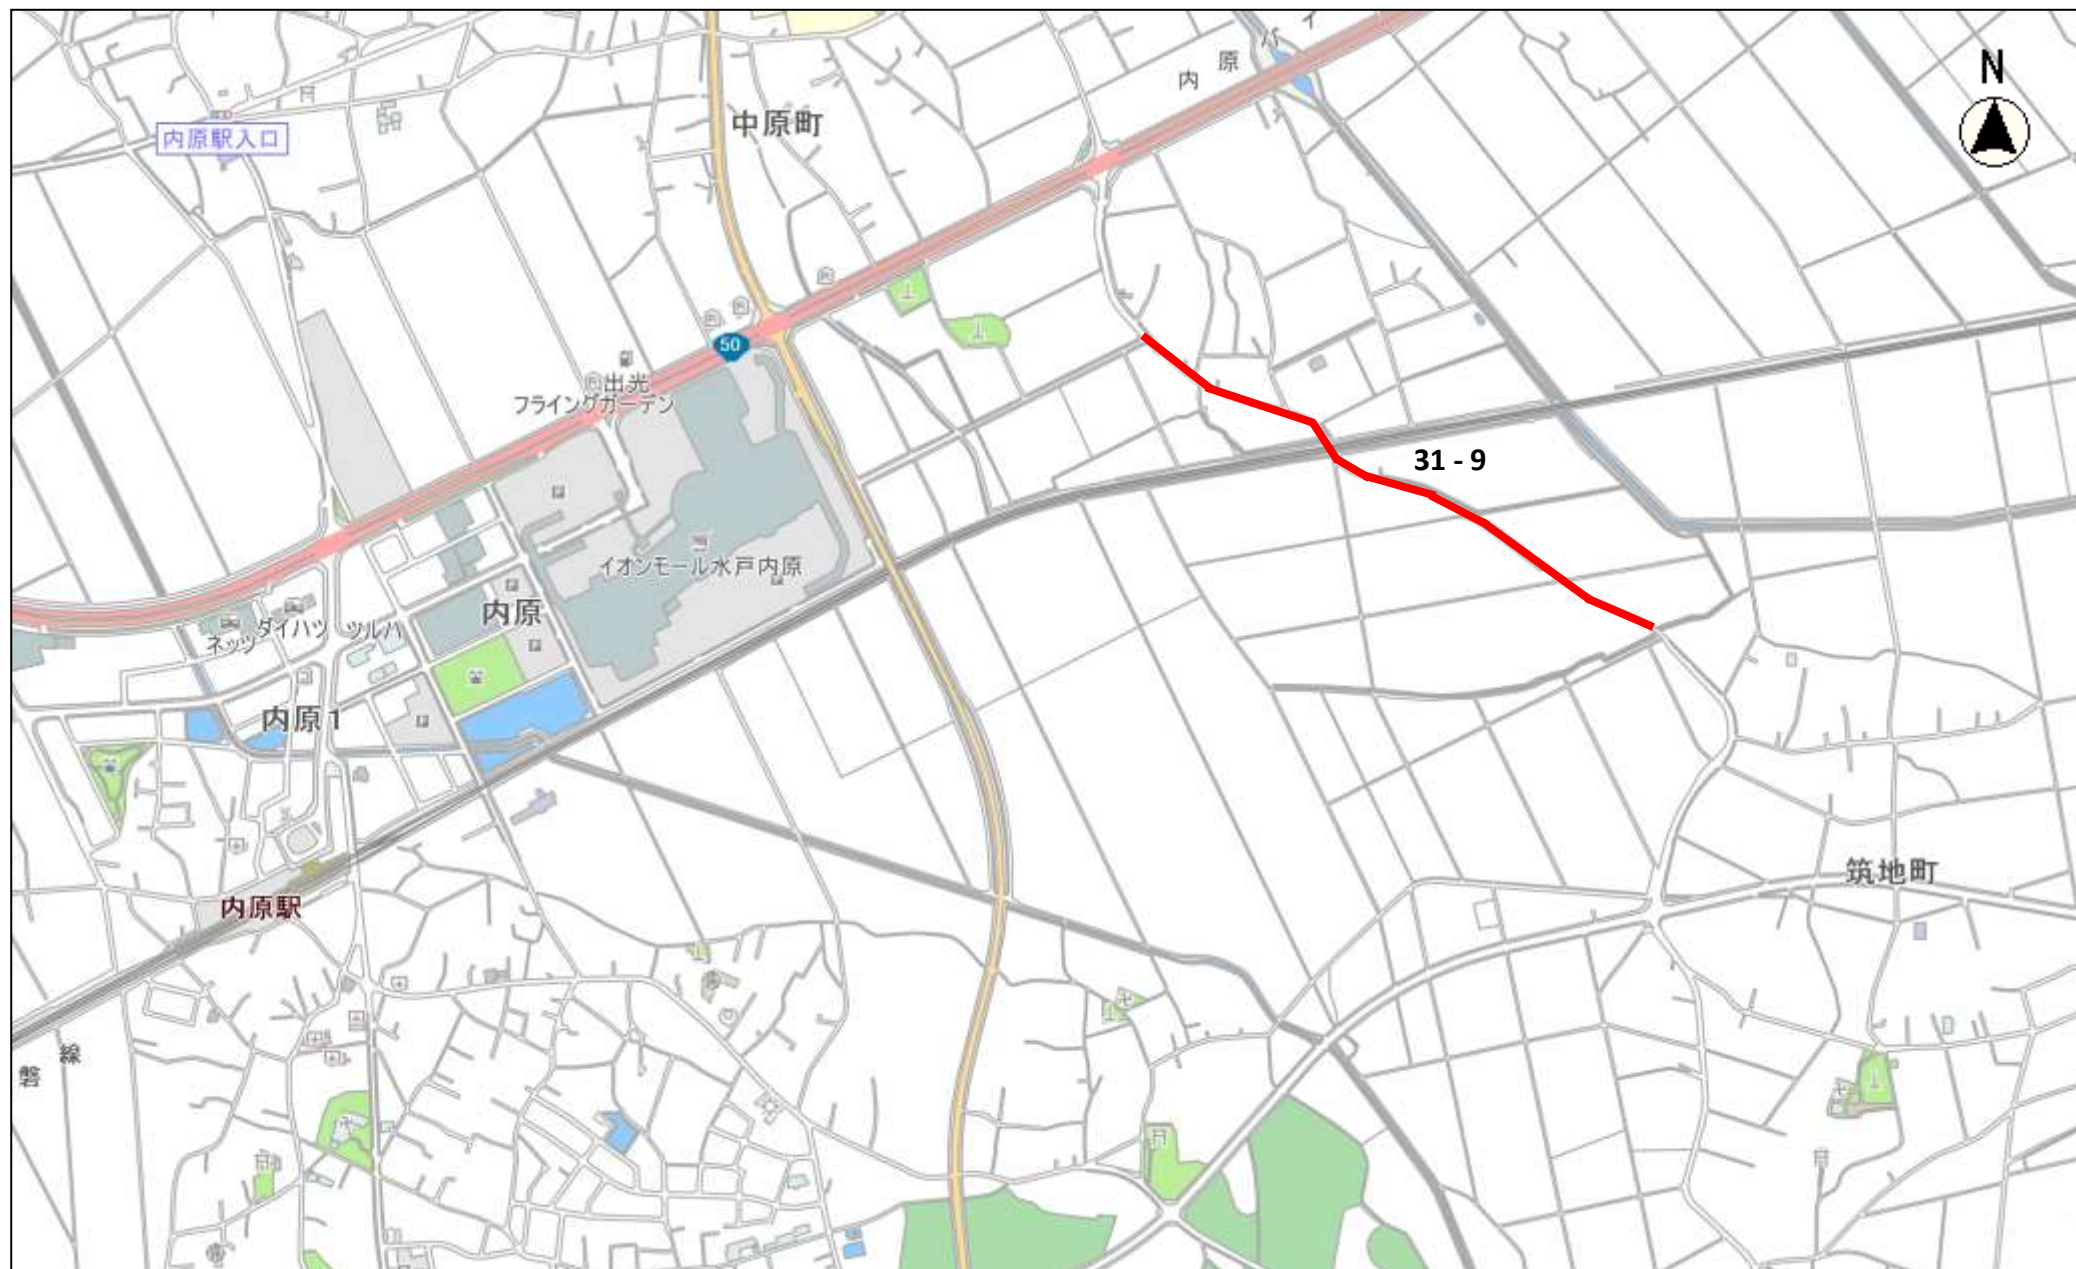 バイ
原
内
N
中原町
内原駅入口
50
出光
フライングガーデン
31 - 9
イオンモール水戸内原
内原
ダイハツ
ツルハ
ネッツ
内原1
筑地町
内原駅
線
磐